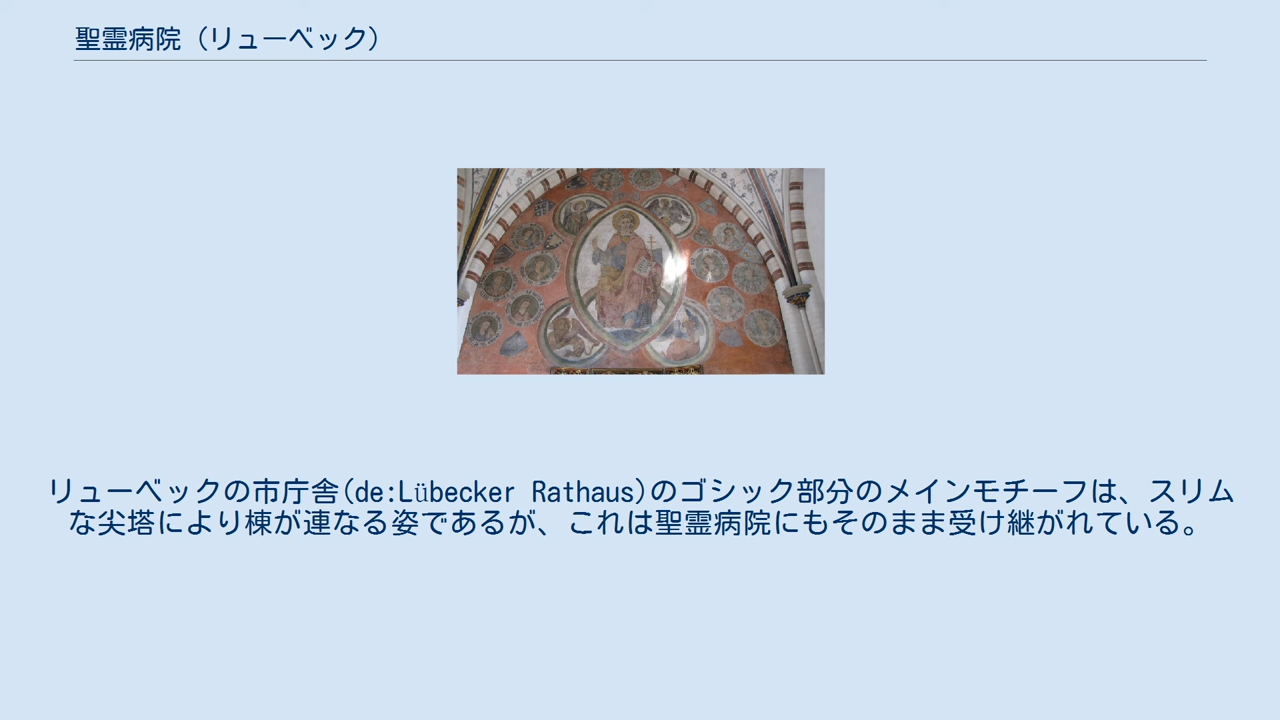 聖霊病院（リューベック）
リューベックの市庁舎(de:Lübecker Rathaus)のゴシック部分のメインモチーフは、スリム
な尖塔により棟が連なる姿であるが、これは聖霊病院にもそのまま受け継がれている。